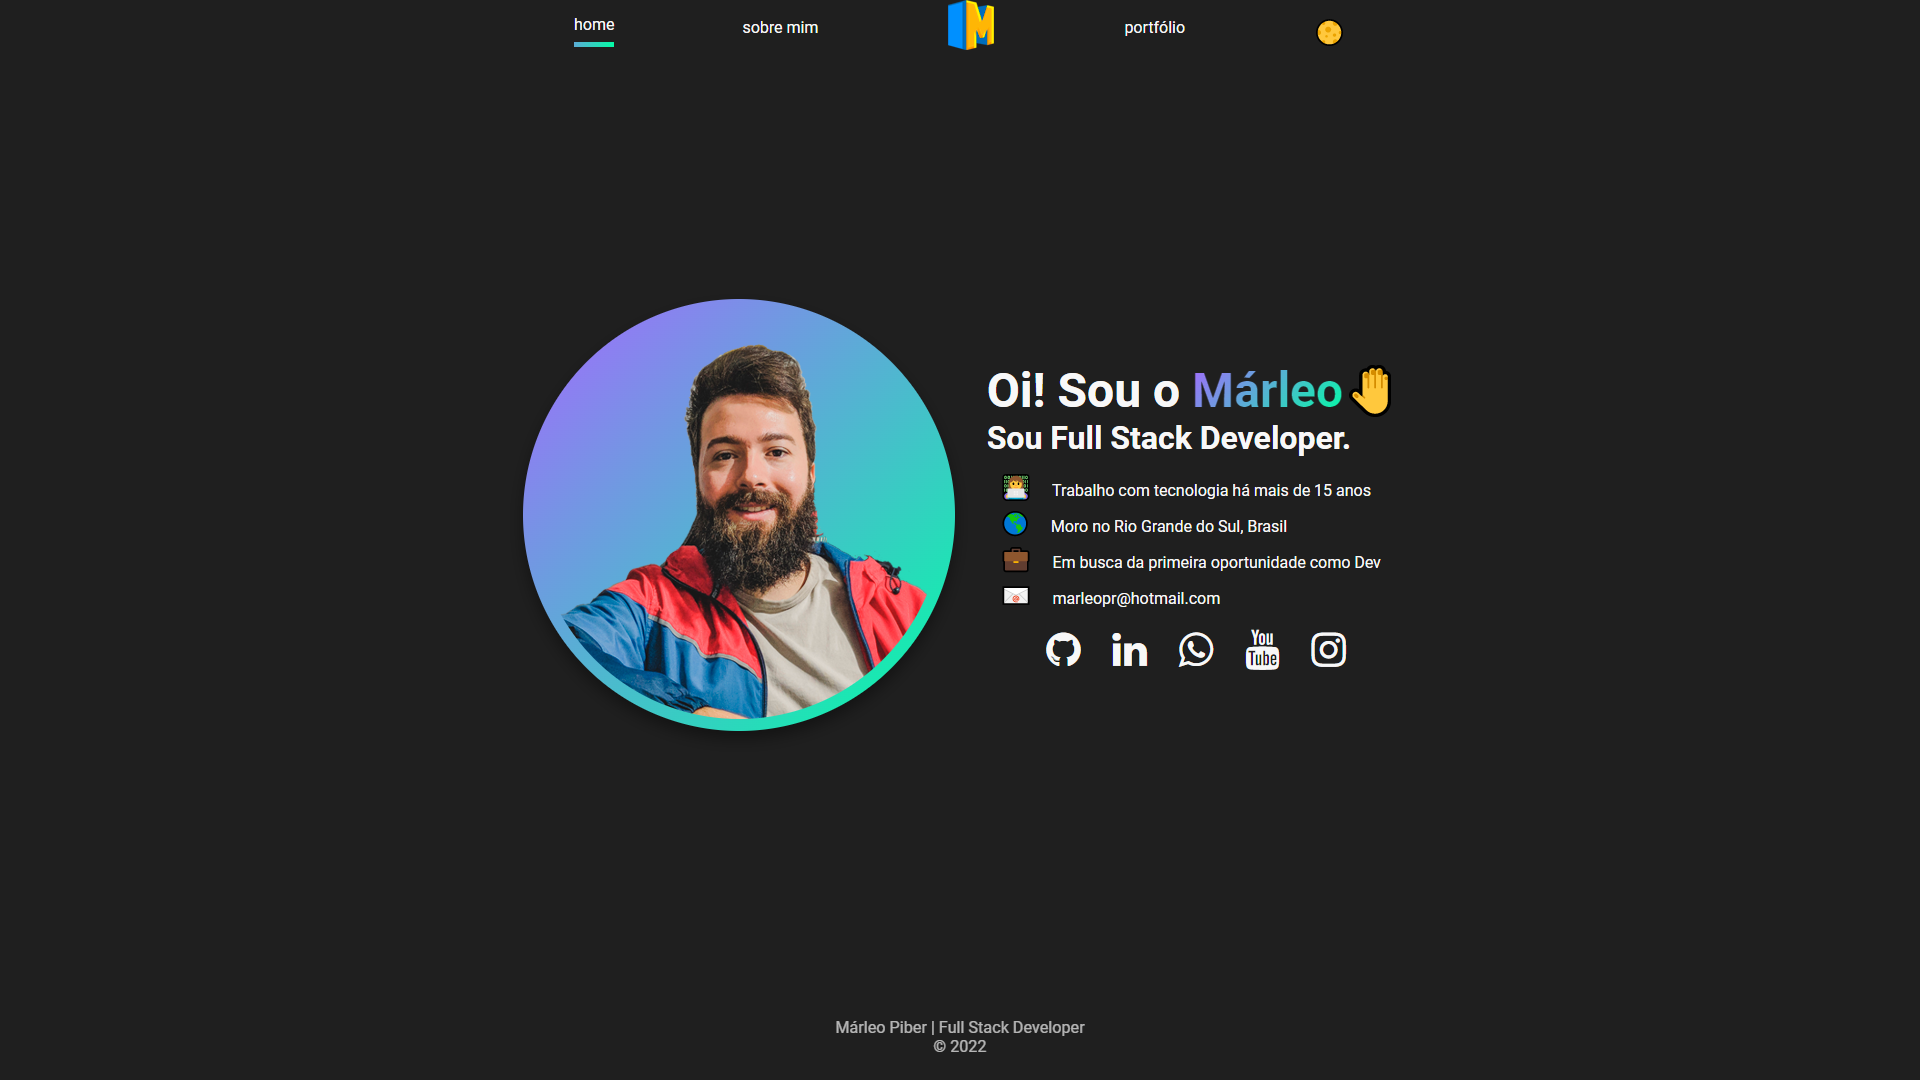 home
sobre mim
M
portfólio
Oi! Sou o Márleo
Sou Full Stack Developer.
Trabalho com tecnologia há mais de 15 anos
Moro no Rio Grande do Sul, Brasil
Em busca da primeira oportunidade como Dev
marleopr@hotmail.com
in
You
Tube
Márleo Piber | Full Stack Developer
© 2022